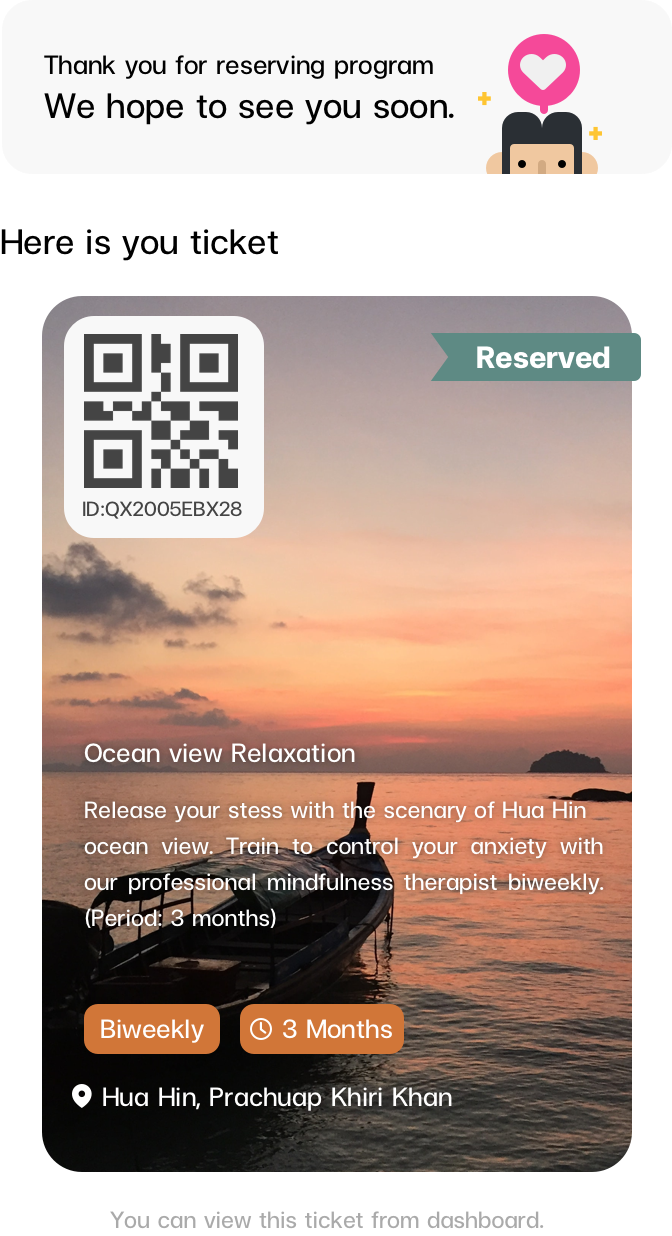 Thank you for reserving program
We hope to see you soon.
Here is you ticket
Reserved
ID:QX2005EBX28
Ocean view Relaxation
Release your stress with the scenary of Hua Hin
ocean view. Train to control your anxiety with
our professional mindfulness therapist biweekly.
(Period: 3 months)
Biweekly
3 Months
Hua Hin, Prachuap Khiri Khan
You can view this ticket from dashboard.